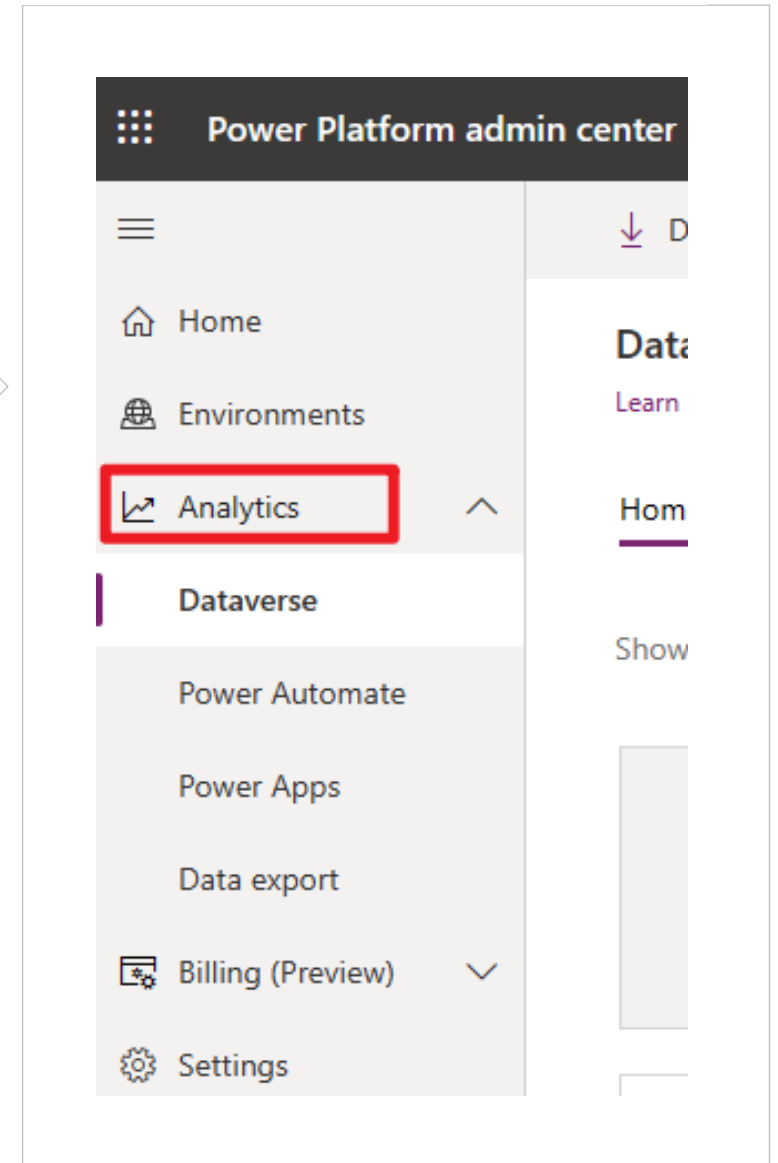 Power Platform admin center
D
Home
Data
Learn
Environments
Analytics
Hom
Dataverse
Show
Power Automate
Power Apps
Data export
Billing (Preview)
Settings